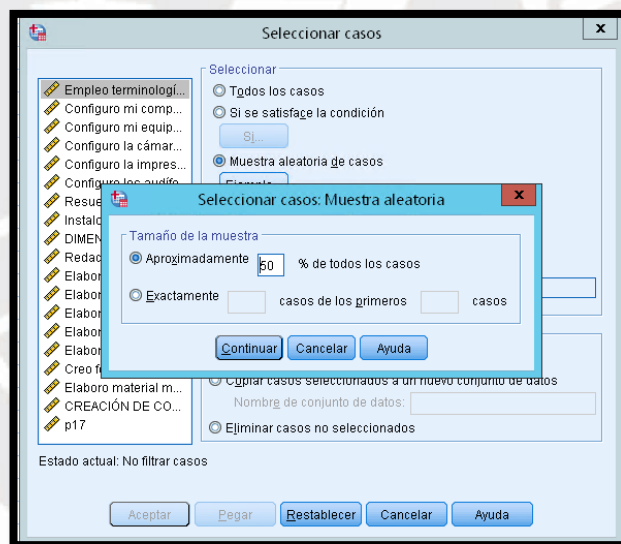 Seleccionar casos
x
Empleo terminologí...
Configuro mi comp...
Configuro mi equip...
Configuro la cámar...
Configuro la impres...
Configuro los audífo
Resue
Instalo
DIMEN
Redac
Elabor
Elabor
Elabor
Elabor
Elabor
Creo f
Elaboro material m...
CREACIÓN DE CO...
p17
Seleccionar
Todos los casos
Si se satisface la condición
Si...
Muestra aleatoria de casos
Seleccionar casos: Muestra aleatoria
x
Tamaño de la muestra
Aproximadamente 50 % de todos los casos
Exactamente casos de los primeros casos
Continuar Cancelar Ayuda
Copiar casos seleccionados a un nuevo conjunto de datos
Nombre de conjunto de datos:
Eliminar casos no seleccionados
Estado actual: No filtrar casos
Aceptar Pegar Restablecer Cancelar Ayuda